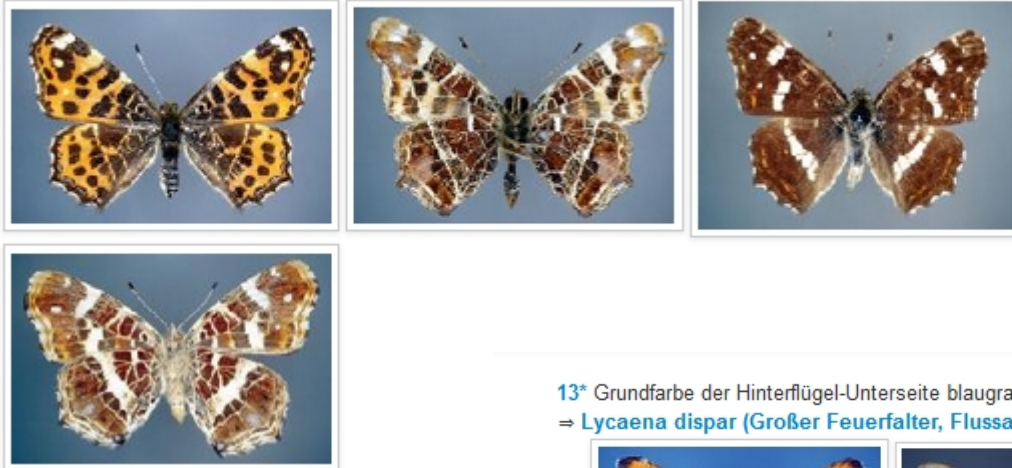 13* Grundfarbe der Hinterflügel-Unterseite blaugra
⇒ Lycaena dispar (Großer Feuerfalter, Flussa